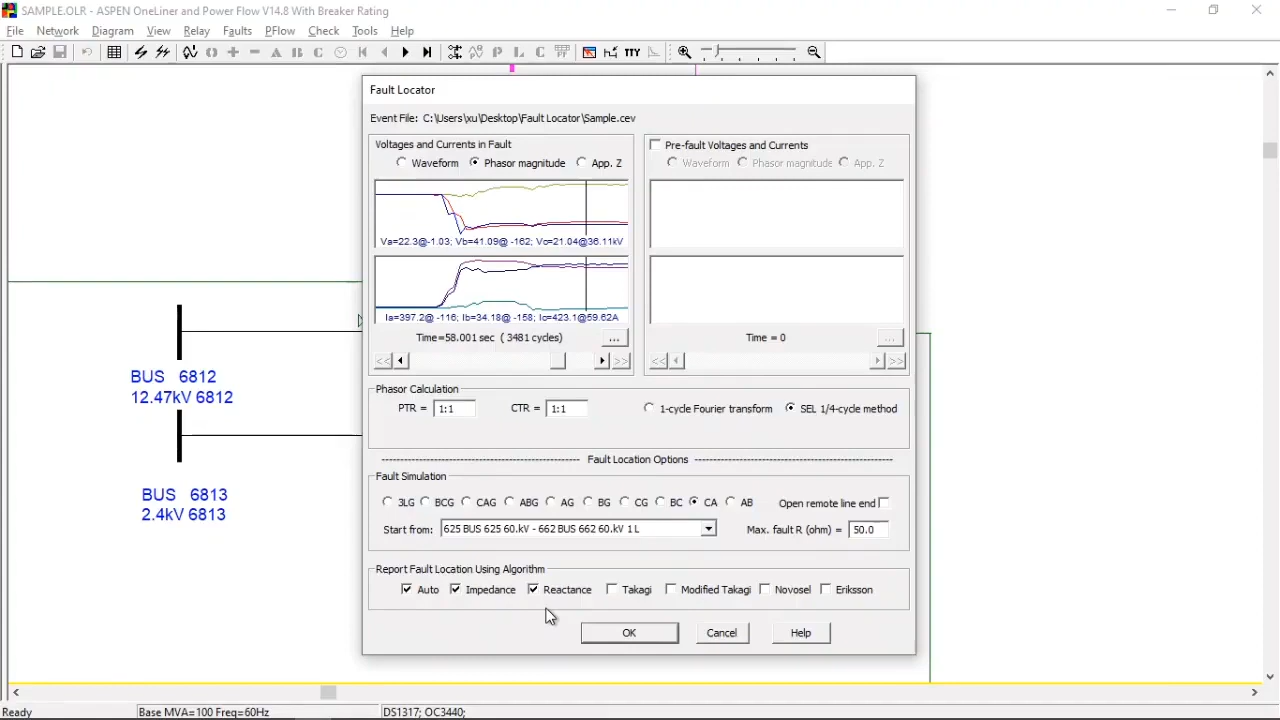 SAMPLE.OLR - ASPEN OneLiner and Power Flow V14.8 With Breaker Rating
File Network Diagram View Relay Faults PFlow Check Tools Help
A B C P L C TTY
Fault Locator
Event File: C:\Users\xu\Desktop\Fault Locator\Sample.cev
Voltages and Currents in Fault
Waveform Phasor magnitude App. Z
Va=22.3@-1.03; Vb=41.09@ -162; Vc=21.04@36.11kV
Ia=397.2@ -116; Ib=34.18@ -158; Ic=423.1@59.62A
Time=58.001 sec ( 3481 cycles) ...
<< >>
Pre-fault Voltages and Currents
Waveform Phasor magnitude App. Z
Time = 0 ...
<< >>
Phasor Calculation
PTR = 1:1 CTR = 1:1 1-cycle Fourier transform SEL 1/4-cycle method
Fault Location Options
Fault Simulation
3LG BCG CAG ABG AG BG CG BC CA AB Open remote line end
Start from: 625 BUS 625 60.kV - 662 BUS 662 60.kV 1 L Max. fault R (ohm) = 50.0
Report Fault Location Using Algorithm
Auto Impedance Reactance Takagi Modified Takagi Novosel Eriksson
OK Cancel Help
BUS 6812
12.47kV 6812
BUS 6813
2.4kV 6813
Ready Base MVA=100 Freq=60Hz DS1317; OC3440;